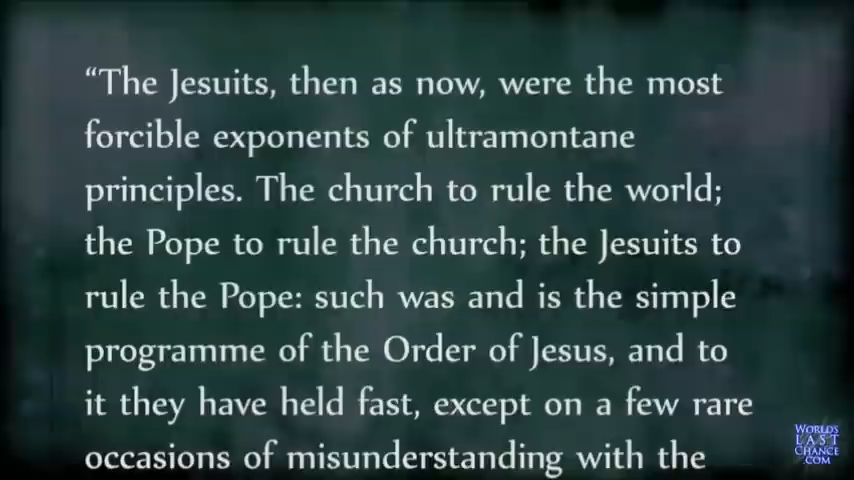 “The Jesuits, then as now, were the most
forcible exponents of ultramontane
principles. The church to rule the world;
the Pope to rule the church; the Jesuits to
rule the Pope: such was and is the simple
programme of the Order of Jesus, and to
it they have held fast, except on a few rare
occasions of misunderstanding with the
WORLD'S
LAST
CHANCE
.COM